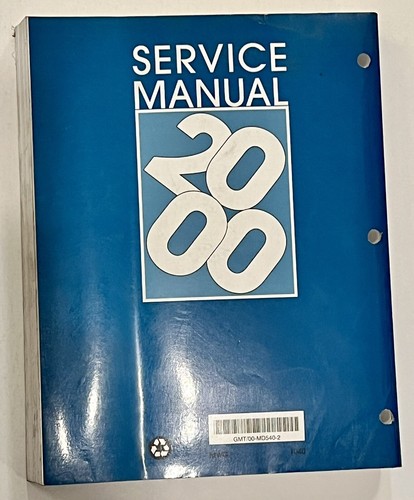 SERVICE
MANUAL
20
00
GMT/00-MD540-2